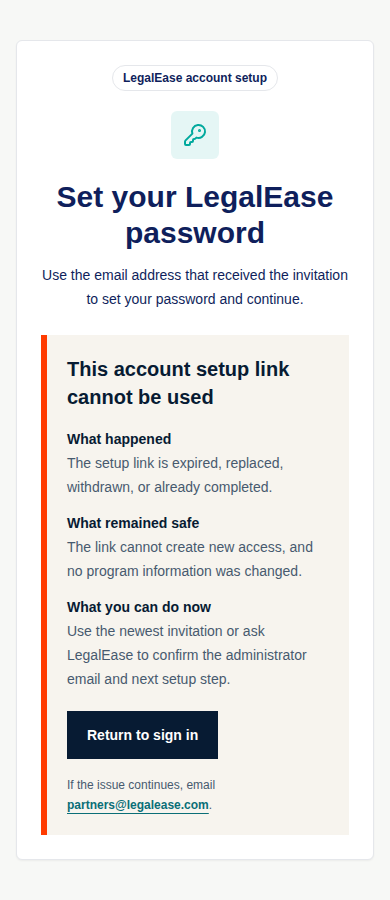 LegalEase account setup
Set your LegalEase
password
Use the email address that received the invitation
to set your password and continue.
This account setup link
cannot be used
What happened
The setup link is expired, replaced,
withdrawn, or already completed.
What remained safe
The link cannot create new access, and
no program information was changed.
What you can do now
Use the newest invitation or ask
LegalEase to confirm the administrator
email and next setup step.
Return to sign in
If the issue continues, email
partners@legalease.com.